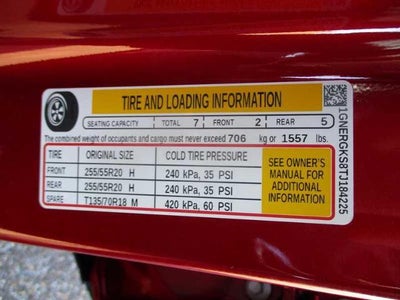 TIRE AND LOADING INFORMATION
SEATING CAPACITY TOTAL 7 FRONT 2 REAR 5
The combined weight of occupants and cargo must never exceed 706 kg or 1557 lbs.
TIRE ORIGINAL SIZE COLD TIRE PRESSURE
FRONT 255/55R20 H 240 kPa, 35 PSI
REAR 255/55R20 H 240 kPa, 35 PSI
SPARE T135/70R18 M 420 kPa, 60 PSI
SEE OWNER'S
MANUAL FOR
ADDITIONAL
INFORMATION
1GNERGKS8TJ184225